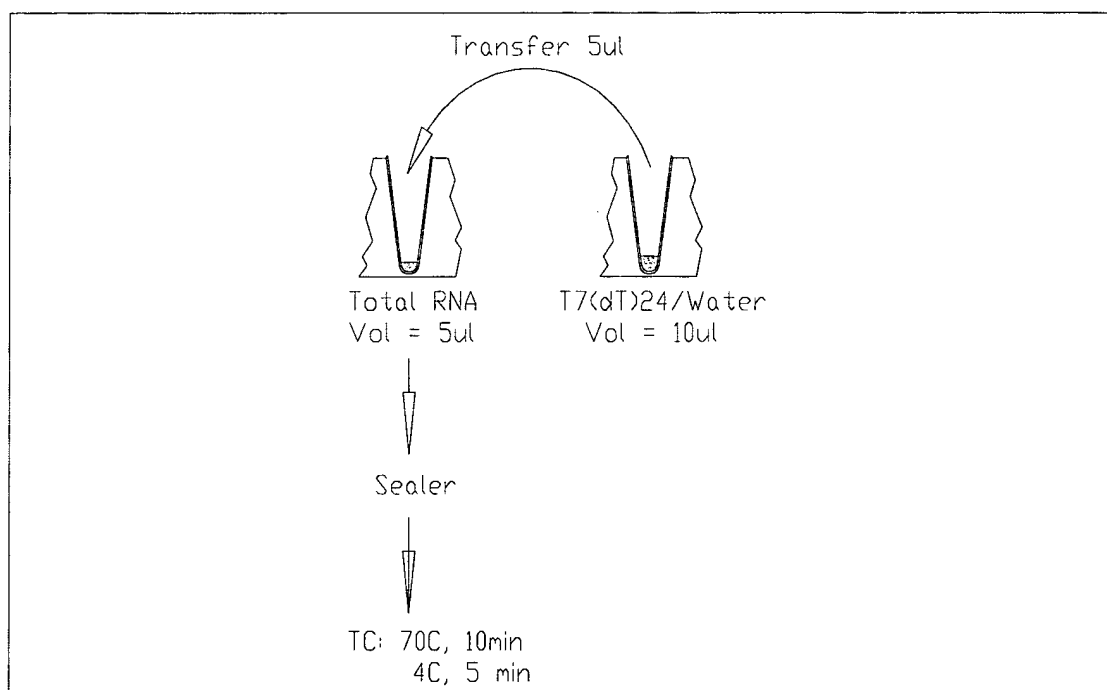 Transfer 5ul
Total RNA
Vol = 5ul
T7(dT)24/Water
Vol = 10ul
Sealer
TC: 70C, 10min
4C, 5 min